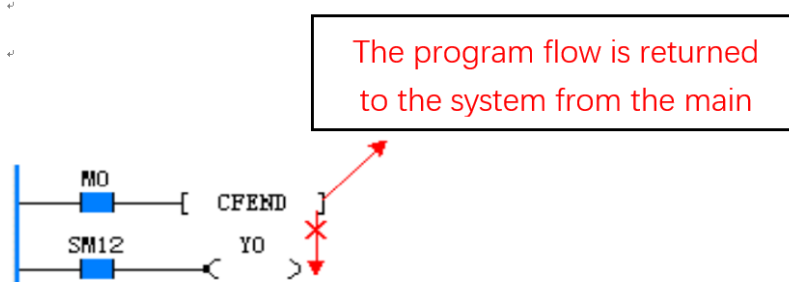 The program flow is returned
to the system from the main
M0
[ CFEND ]
SM12
Y0